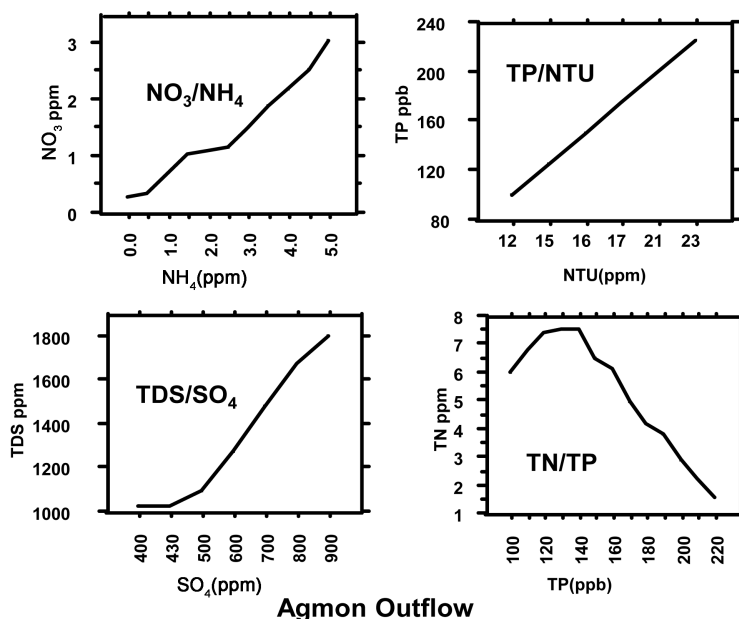 3
2
1
0
NO3 ppm
NO3/NH4
0.0 1.0 2.0 3.0 4.0 5.0
NH4(ppm)
240
200
160
120
80
TP ppb
TP/NTU
12 15 16 17 21 23
NTU(ppm)
1800
1600
1400
1200
1000
TDS ppm
TDS/SO4
400 430 500 600 700 800 900
SO4(ppm)
8
7
6
5
4
3
2
1
TN ppm
TN/TP
100 120 140 160 180 200 220
TP(ppb)
Agmon Outflow